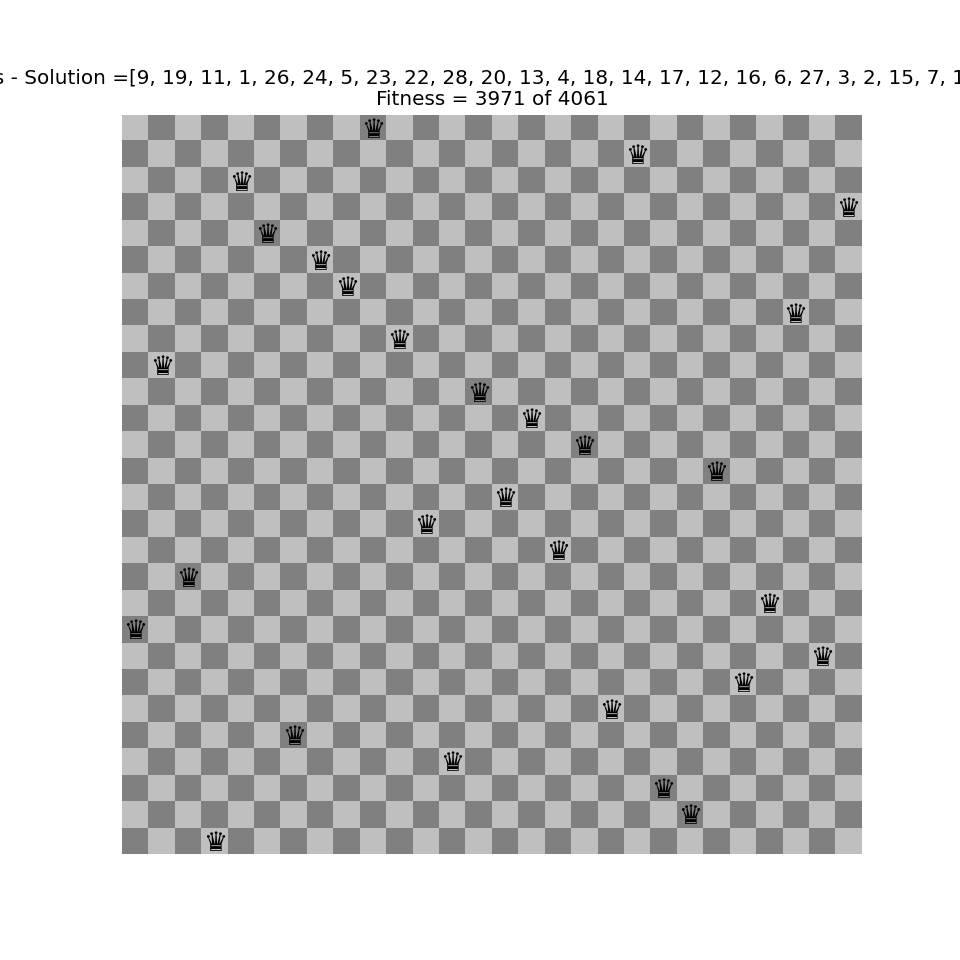 s - Solution =[9, 19, 11, 1, 26, 24, 5, 23, 22, 28, 20, 13, 4, 18, 14, 17, 12, 16, 6, 27, 3, 2, 15, 7, 1
Fitness = 3971 of 4061